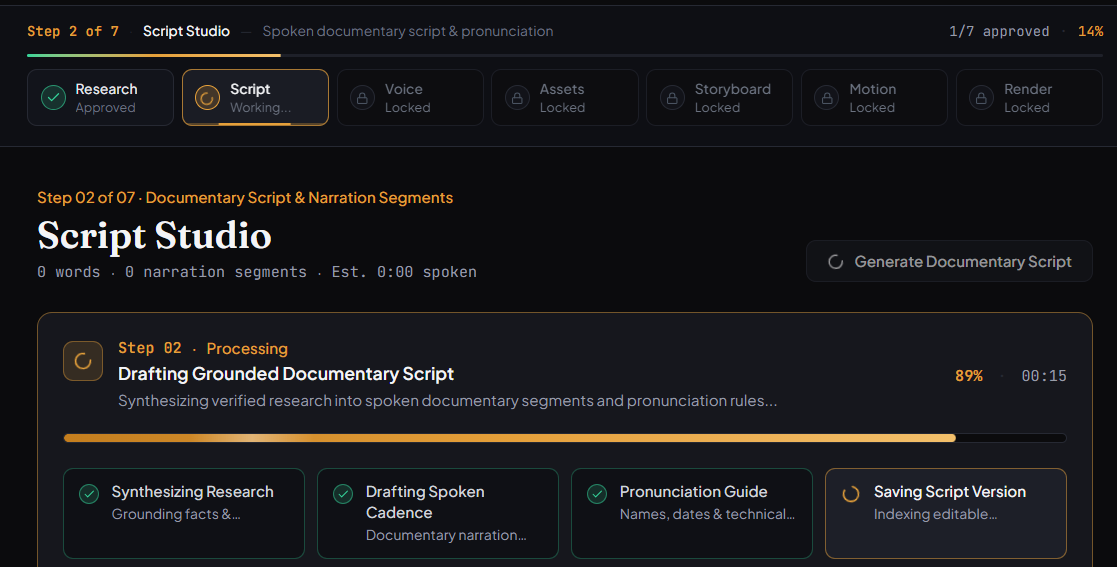 Step 2 of 7 · Script Studio — Spoken documentary script & pronunciation 1/7 approved · 14%
Research Script Voice Assets Storyboard Motion Render
Approved Working... Locked Locked Locked Locked Locked
Step 02 of 07 · Documentary Script & Narration Segments
Script Studio
0 words · 0 narration segments · Est. 0:00 spoken
Generate Documentary Script
Step 02 · Processing
Drafting Grounded Documentary Script
89% · 00:15
Synthesizing verified research into spoken documentary segments and pronunciation rules...
Synthesizing Research
Grounding facts &...
Drafting Spoken
Cadence
Documentary narration...
Pronunciation Guide
Names, dates & technical...
Saving Script Version
Indexing editable...